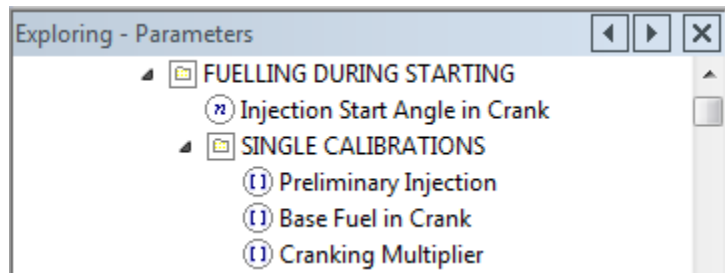 Exploring - Parameters
FUELLING DURING STARTING
n Injection Start Angle in Crank
SINGLE CALIBRATIONS
[] Preliminary Injection
[] Base Fuel in Crank
[] Cranking Multiplier